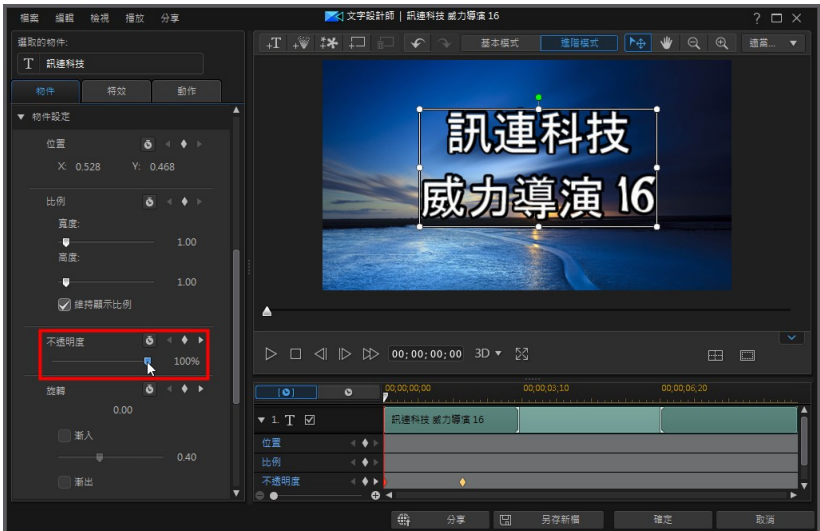 檔案 編輯 檢視 播放 分享
文字設計師 | 訊連科技 威力導演 16
選取的物件:
T 訊連科技
物件 特效 動作
物件設定
位置
X: 0.528 Y: 0.468
比例
寬度:
1.00
高度:
1.00
維持顯示比例
不透明度
100%
旋轉
0.00
漸入
0.40
漸出
基本模式 進階模式 適當...
訊連科技
威力導演 16
00;00;00;00 3D
00;00;00;00 00;00;03;10 00;00;06;20
1. T 訊連科技 威力導演 16
位置
比例
不透明度
分享 另存新檔 確定 取消